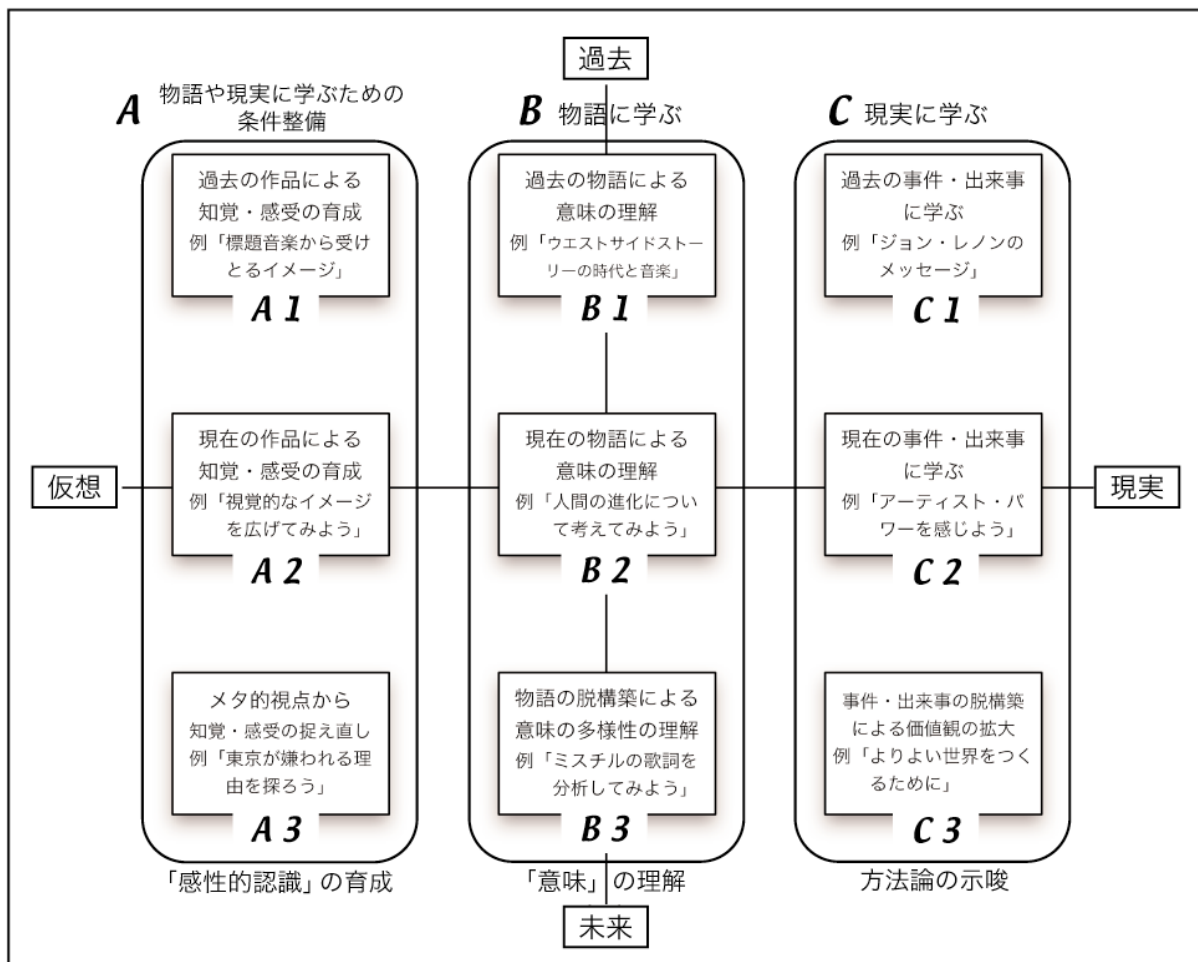 過去
A 物語や現実に学ぶための
条件整備
B 物語に学ぶ
C 現実に学ぶ
過去の作品による
知覚・感受の育成
例「標題音楽から受け
とるイメージ」
A 1
過去の物語による
意味の理解
例「ウエストサイドストー
リーの時代と音楽」
B 1
過去の事件・出来事
に学ぶ
例「ジョン・レノンの
メッセージ」
C 1
仮想
現在の作品による
知覚・感受の育成
例「視覚的なイメージ
を広げてみよう」
A 2
現在の物語による
意味の理解
例「人間の進化につい
て考えてみよう」
B 2
現在の事件・出来事
に学ぶ
例「アーティスト・パ
ワーを感じよう」
C 2
現実
メタ的視点から
知覚・感受の捉え直し
例「東京が嫌われる理
由を探ろう」
A 3
物語の脱構築による
意味の多様性の理解
例「ミスチルの歌詞を
分析してみよう」
B 3
事件・出来事の脱構築
による価値観の拡大
例「よりよい世界をつく
るために」
C 3
「感性的認識」の育成
「意味」の理解
方法論の示唆
未来